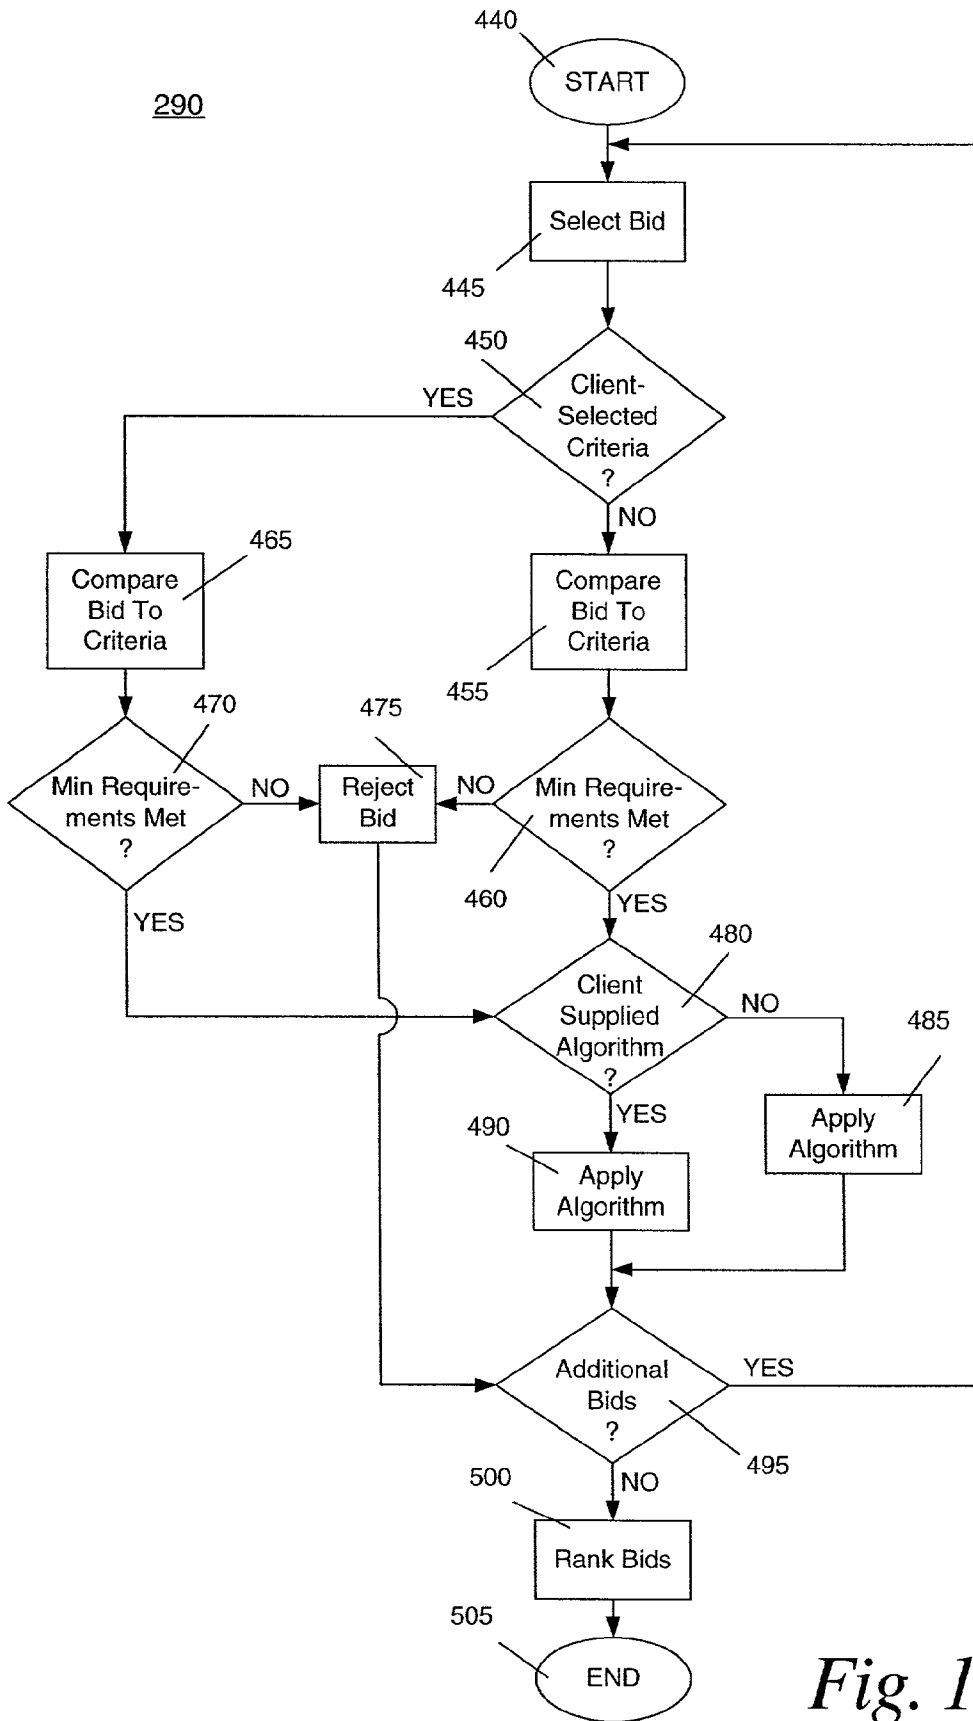 440
START
290
Select Bid
445
450
Client-
Selected
Criteria
?
YES
NO
465
Compare
Bid To
Criteria
Compare
Bid To
Criteria
455
470
475
Min Require-
ments Met
?
NO
Reject
Bid
NO
Min Require-
ments Met
?
460
YES
YES
480
Client
Supplied
Algorithm
?
NO
485
YES
490
Apply
Algorithm
Apply
Algorithm
Additional
Bids
?
YES
495
NO
500
Rank Bids
505
END
Fig. 1